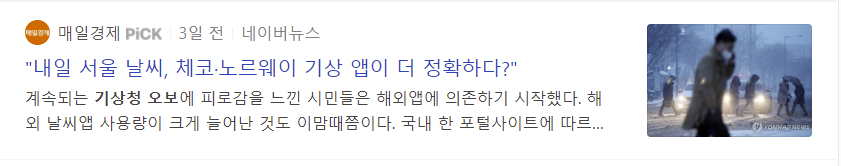 매일경제 매일경제 PiCK 3일 전 네이버뉴스
"내일 서울 날씨, 체코·노르웨이 기상 앱이 더 정확하다?"
계속되는 기상청 오보에 피로감을 느낀 시민들은 해외앱에 의존하기 시작했다. 해
외 날씨앱 사용량이 크게 늘어난 것도 이맘때쯤이다. 국내 한 포털사이트에 따르...
YONHAPNEWS